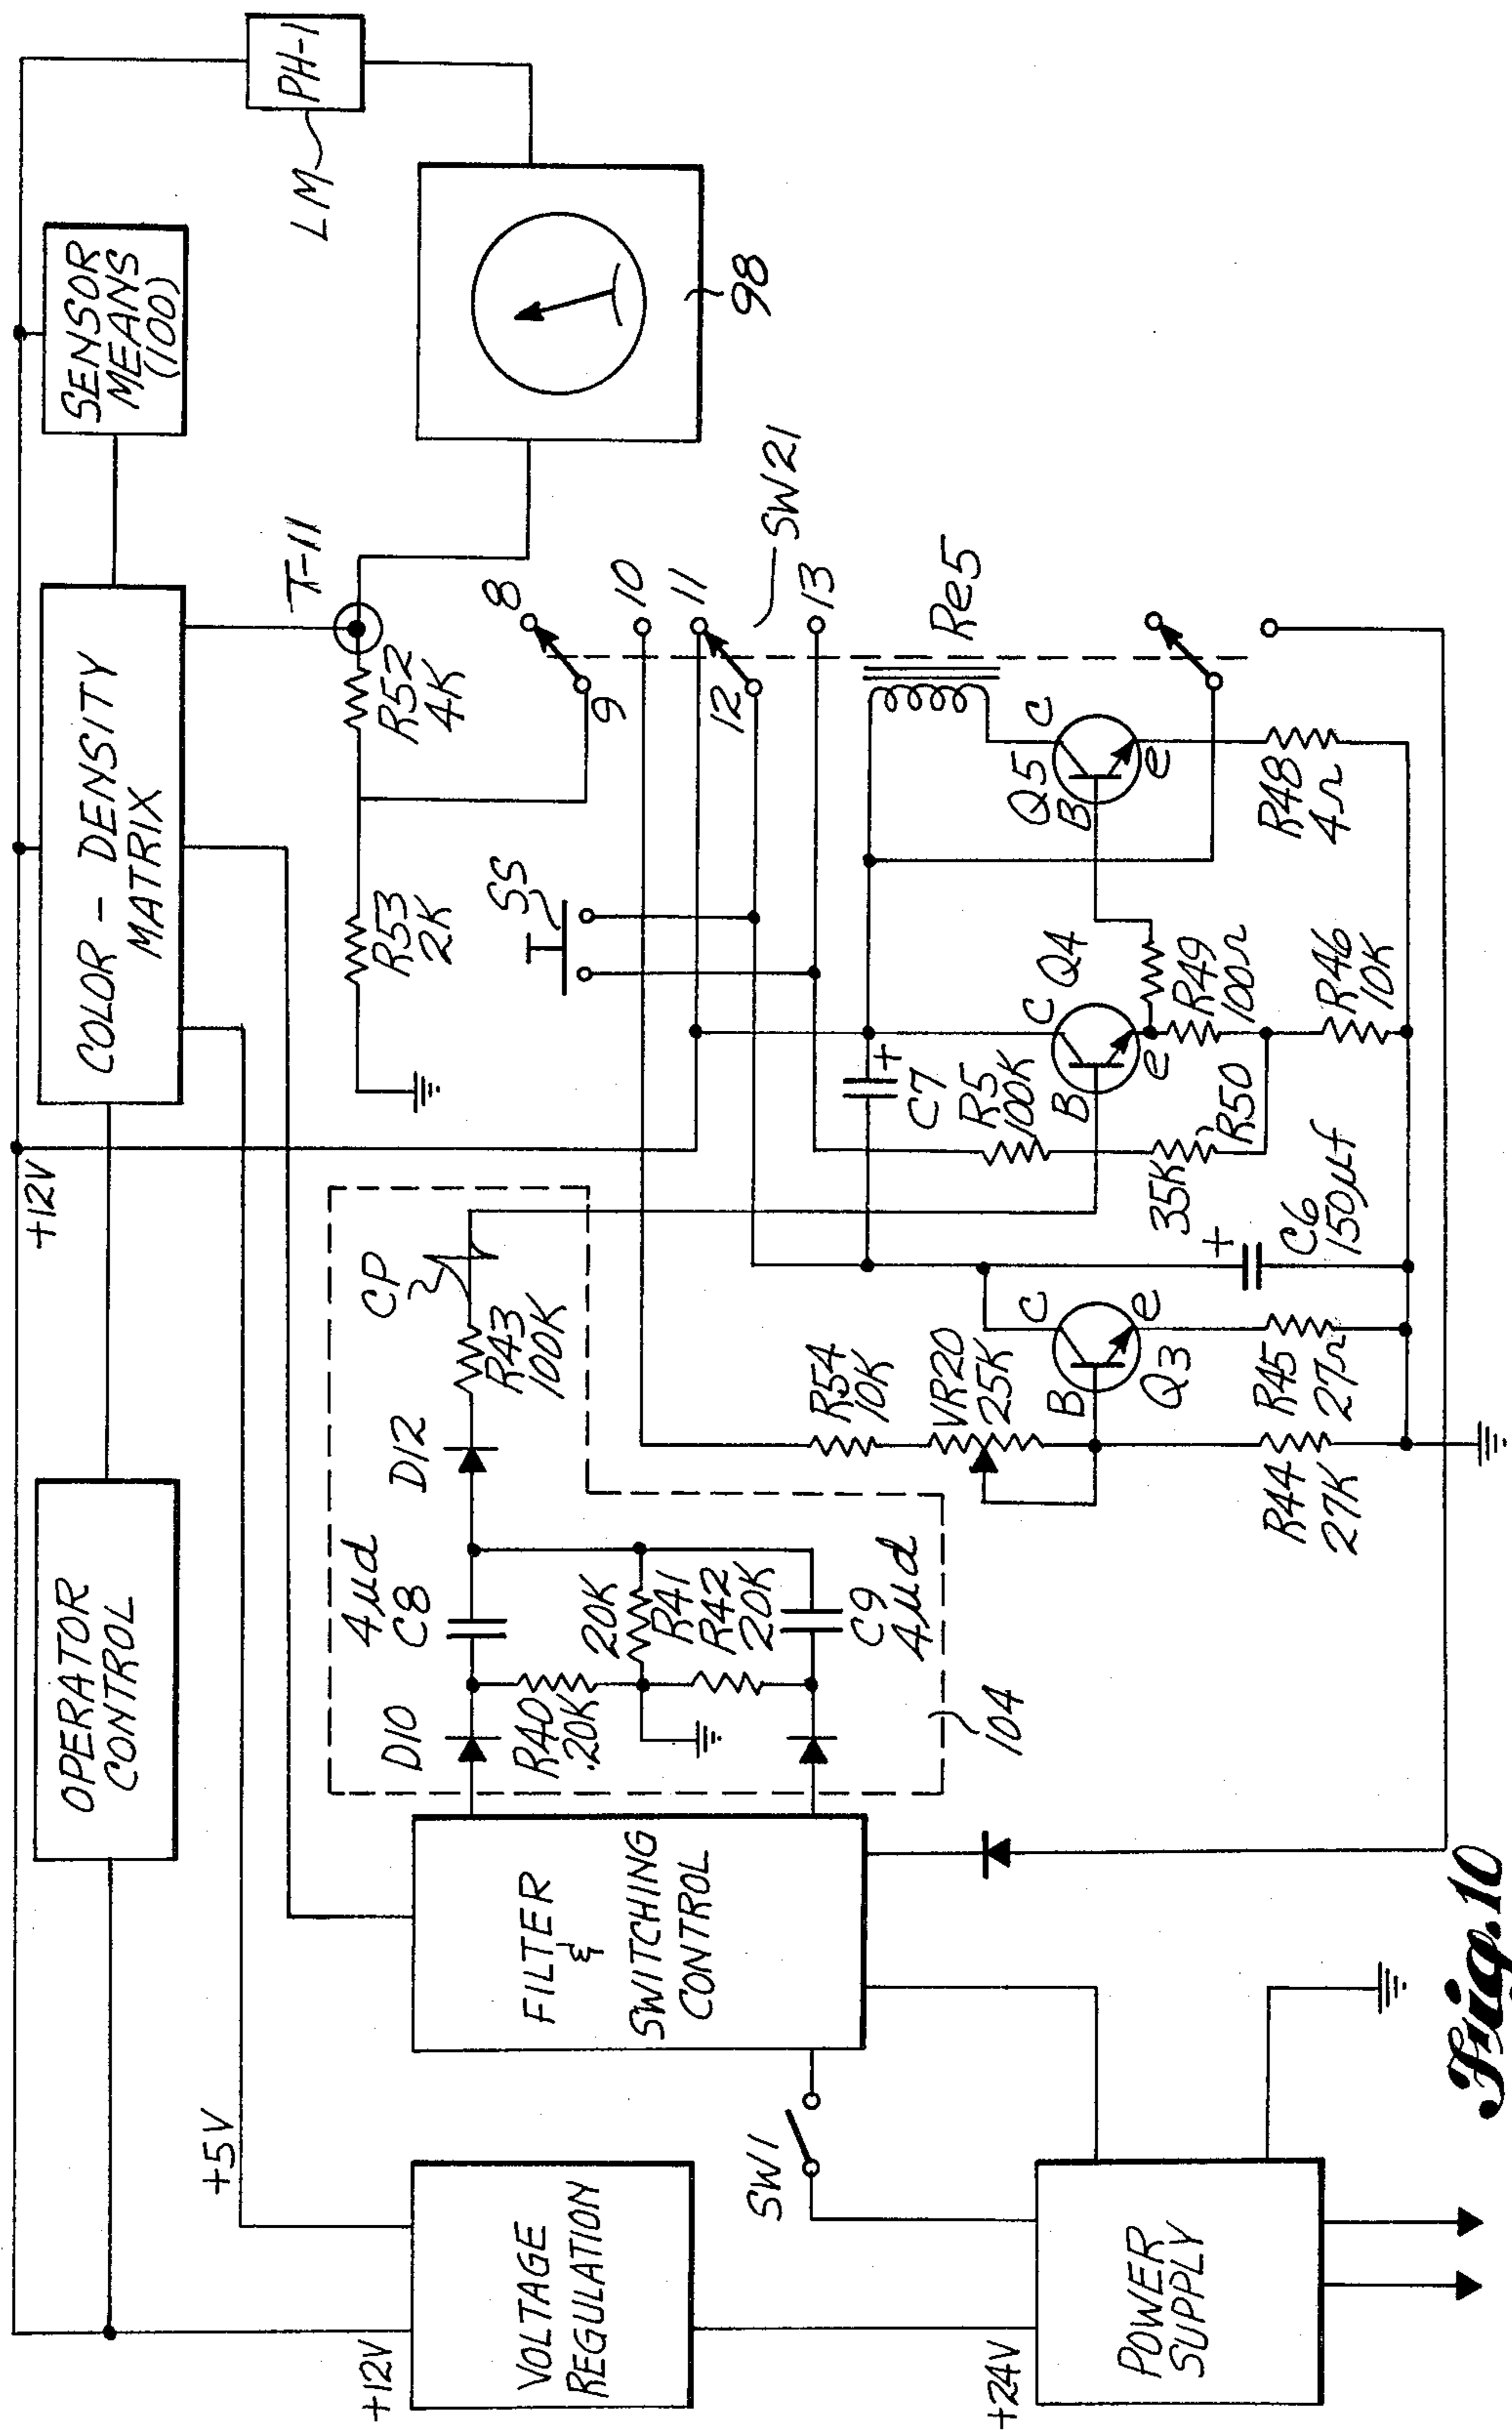 +12V
OPERATOR
CONTROL
COLOR - DENSITY
MATRIX
SENSOR
MEANS
(100)
PH-1
LM
+5V
T-11
R52
4K
R53
2K
98
8
9
10
11
12
13
SW21
SS
CP
R43
100K
D12
4µd
C8
D10
R40
20K
20K
R41
R42
20K
C9
4µd
104
FILTER
&
SWITCHING
CONTROL
+12V
VOLTAGE
REGULATION
SW1
+24V
POWER
SUPPLY
Re5
C7
+
R5
100K
35K
R50
B
C
e
Q4
R49
100Ω
R46
10K
Q5
B
C
e
R48
4Ω
R54
10K
VR20
25K
B
C
e
Q3
R44
27K
R45
27Ω
+
C6
150µf
Fig.10